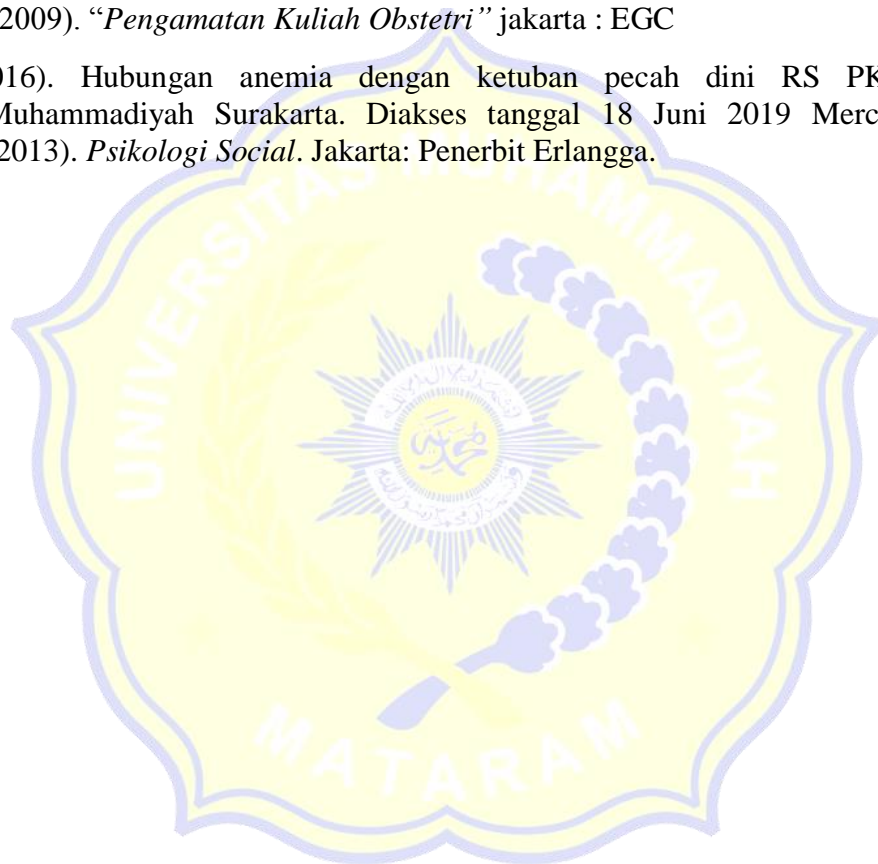 2009). “Pengamatan Kuliah Obstetri” jakarta : EGC
016). Hubungan anemia dengan ketuban pecah dini RS PK
Muhammadiyah Surakarta. Diakses tanggal 18 Juni 2019 Merc
2013). Psikologi Social. Jakarta: Penerbit Erlangga.
UNIVERSITAS MUHAMMADIYAH
MATARAM